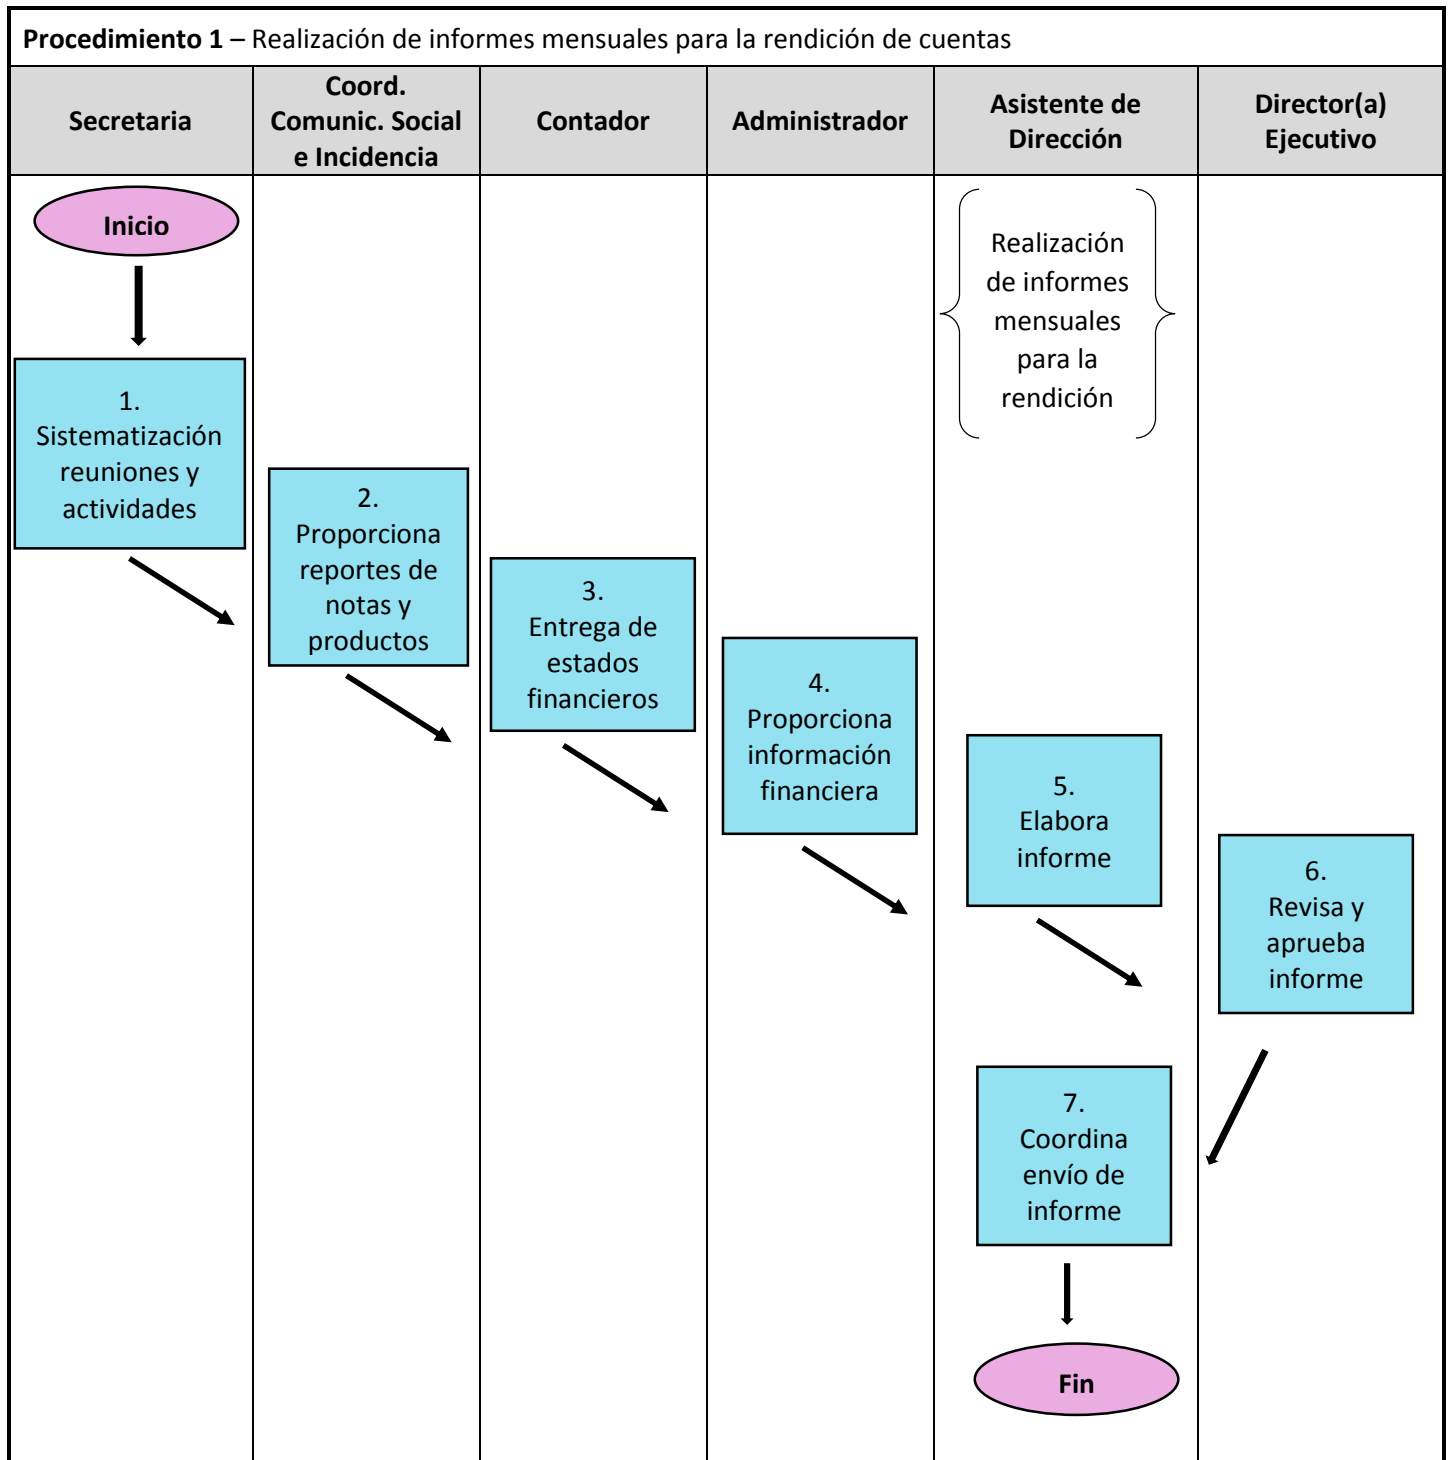 Procedimiento 1 – Realización de informes mensuales para la rendición de cuentas
Secretaria
Coord.
Comunic. Social
e Incidencia
Contador
Administrador
Asistente de
Dirección
Director(a)
Ejecutivo
Inicio
Realización
de informes
mensuales
para la
rendición
1.
Sistematización
reuniones y
actividades
2.
Proporciona
reportes de
notas y
productos
3.
Entrega de
estados
financieros
4.
Proporciona
información
financiera
5.
Elabora
informe
6.
Revisa y
aprueba
informe
7.
Coordina
envío de
informe
Fin